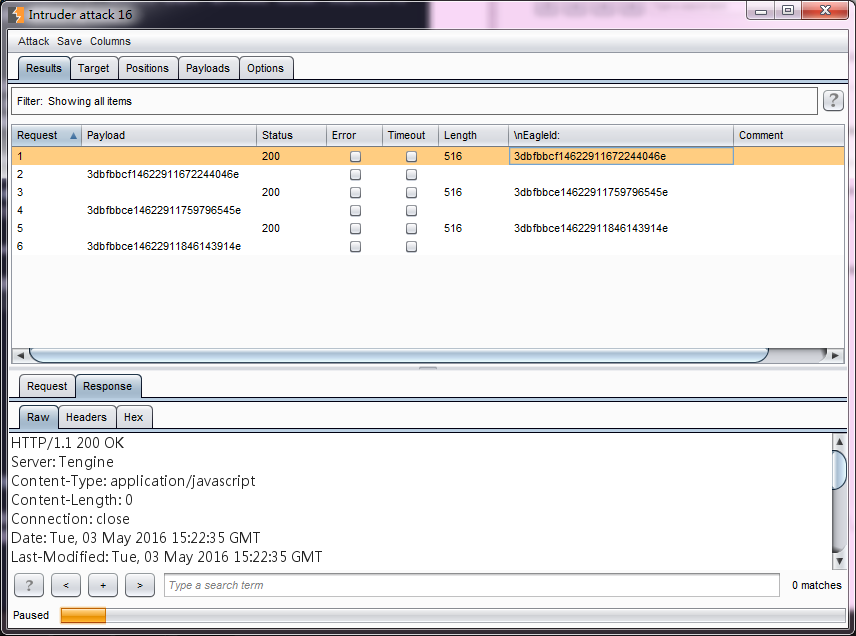 Intruder attack 16
Attack Save Columns
Results Target Positions Payloads Options
Filter: Showing all items ?
Request Payload Status Error Timeout Length \nEagleId: Comment
1 200 516 3dbfbbcf14622911672244046e
2 3dbfbbcf14622911672244046e
3 200 516 3dbfbbce14622911759796545e
4 3dbfbbce14622911759796545e
5 200 516 3dbfbbce14622911846143914e
6 3dbfbbce14622911846143914e
Request Response
Raw Headers Hex
HTTP/1.1 200 OK
Server: Tengine
Content-Type: application/javascript
Content-Length: 0
Connection: close
Date: Tue, 03 May 2016 15:22:35 GMT
Last-Modified: Tue, 03 May 2016 15:22:35 GMT
? < + > Type a search term 0 matches
Paused